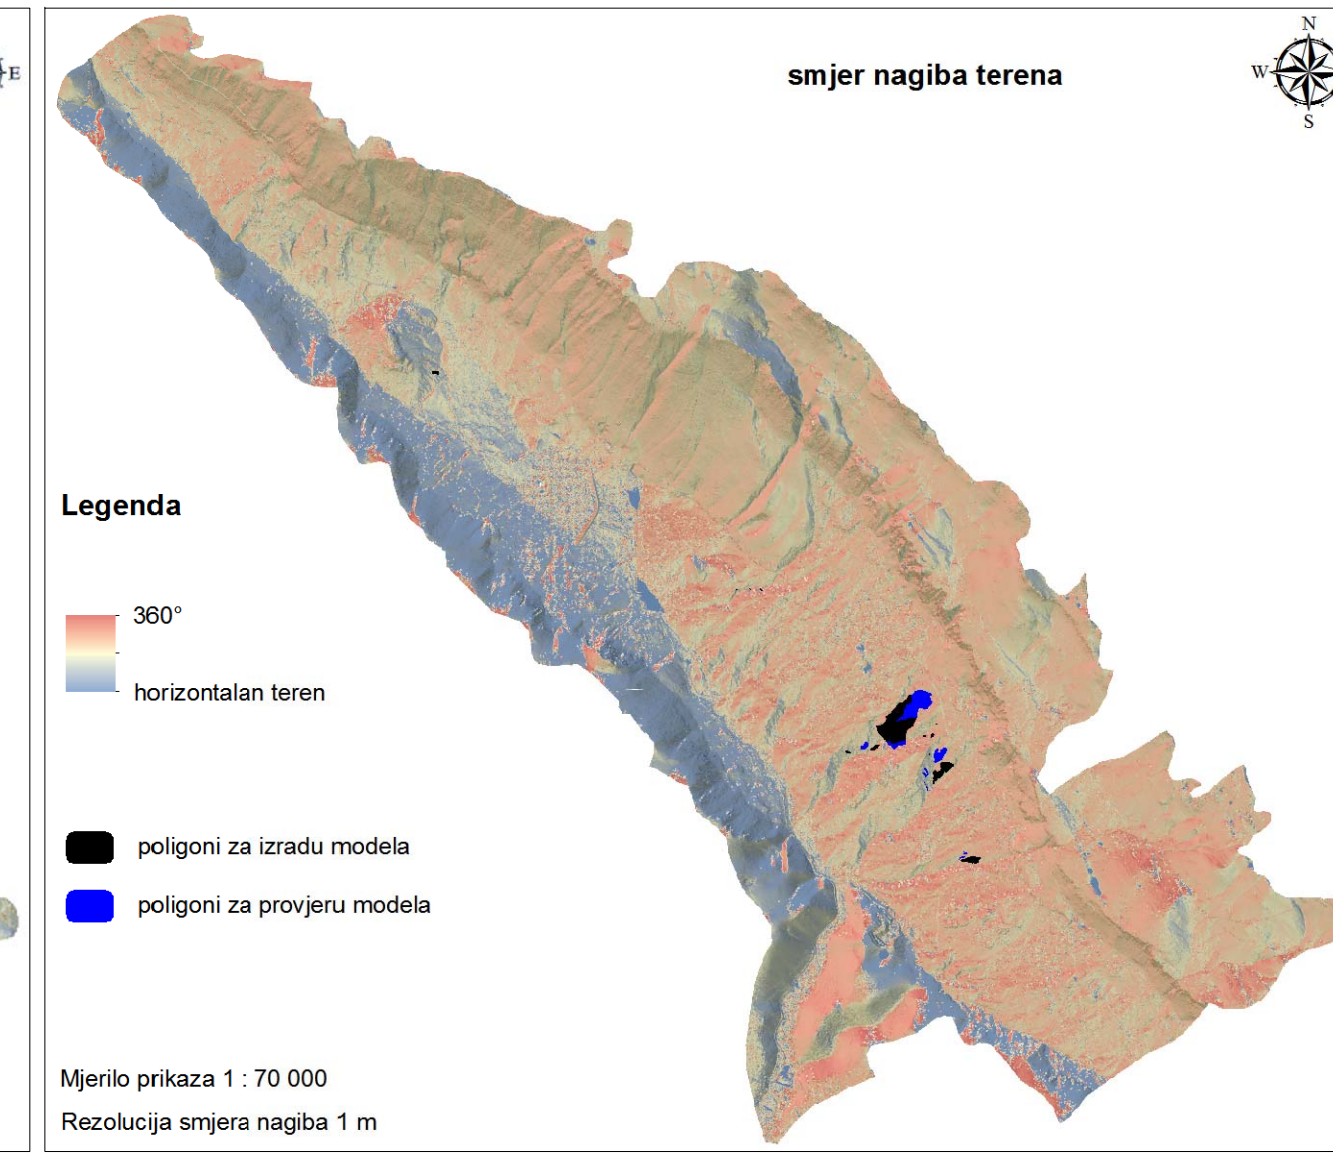 E
N
smjer nagiba terena
W
S
Legenda
360°
horizontalan teren
poligoni za izradu modela
poligoni za provjeru modela
Mjerilo prikaza 1 : 70 000
Rezolucija smjera nagiba 1 m